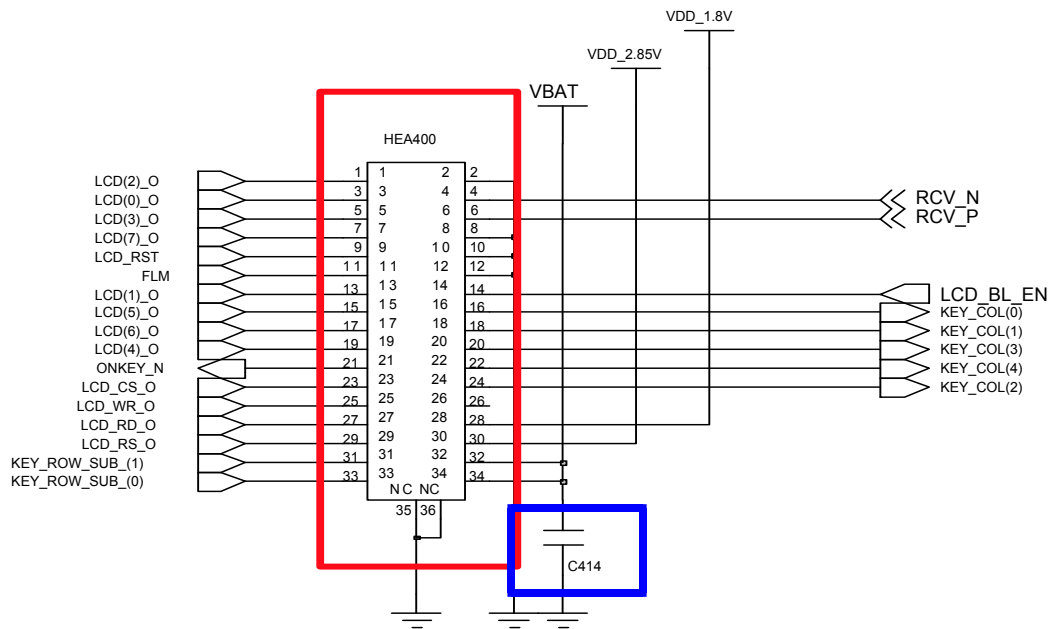 VDD_1.8V
VDD_2.85V
VBAT
HEA400
LCD(2)_O 1 1 2 2
LCD(0)_O 3 3 4 4 RCV_N
LCD(3)_O 5 5 6 6 RCV_P
LCD(7)_O 7 7 8 8
LCD_RST 9 9 10 10
FLM 11 11 12 12
LCD(1)_O 13 13 14 14 LCD_BL_EN
LCD(5)_O 15 15 16 16 KEY_COL(0)
LCD(6)_O 17 17 18 18 KEY_COL(1)
LCD(4)_O 19 19 20 20 KEY_COL(3)
ONKEY_N 21 21 22 22 KEY_COL(4)
LCD_CS_O 23 23 24 24 KEY_COL(2)
LCD_WR_O 25 25 26 26
LCD_RD_O 27 27 28 28
LCD_RS_O 29 29 30 30
KEY_ROW_SUB_(1) 31 31 32 32
KEY_ROW_SUB_(0) 33 33 34 34
NC NC
35 36
C414